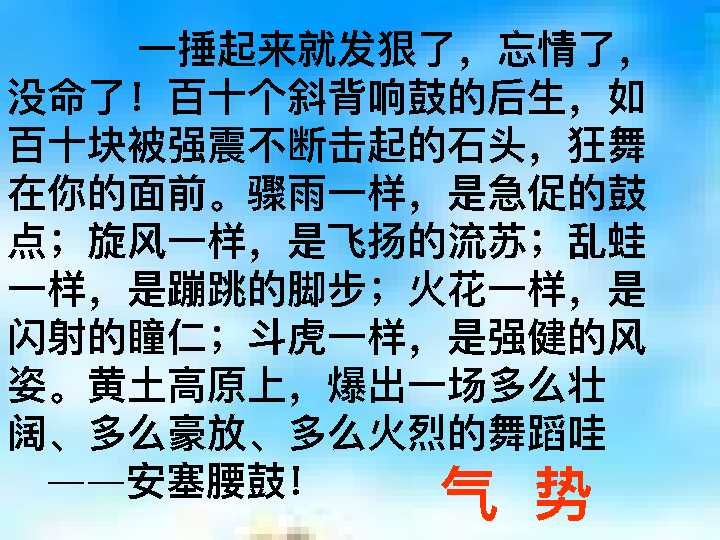 一捶起来就发狠了，忘情了，
没命了！百十个斜背响鼓的后生，如
百十块被强震不断击起的石头，狂舞
在你的面前。骤雨一样，是急促的鼓
点；旋风一样，是飞扬的流苏；乱蛙
一样，是蹦跳的脚步；火花一样，是
闪射的瞳仁；斗虎一样，是强健的风
姿。黄土高原上，爆出一场多么壮
阔、多么豪放、多么火烈的舞蹈哇
——安塞腰鼓！
气 势